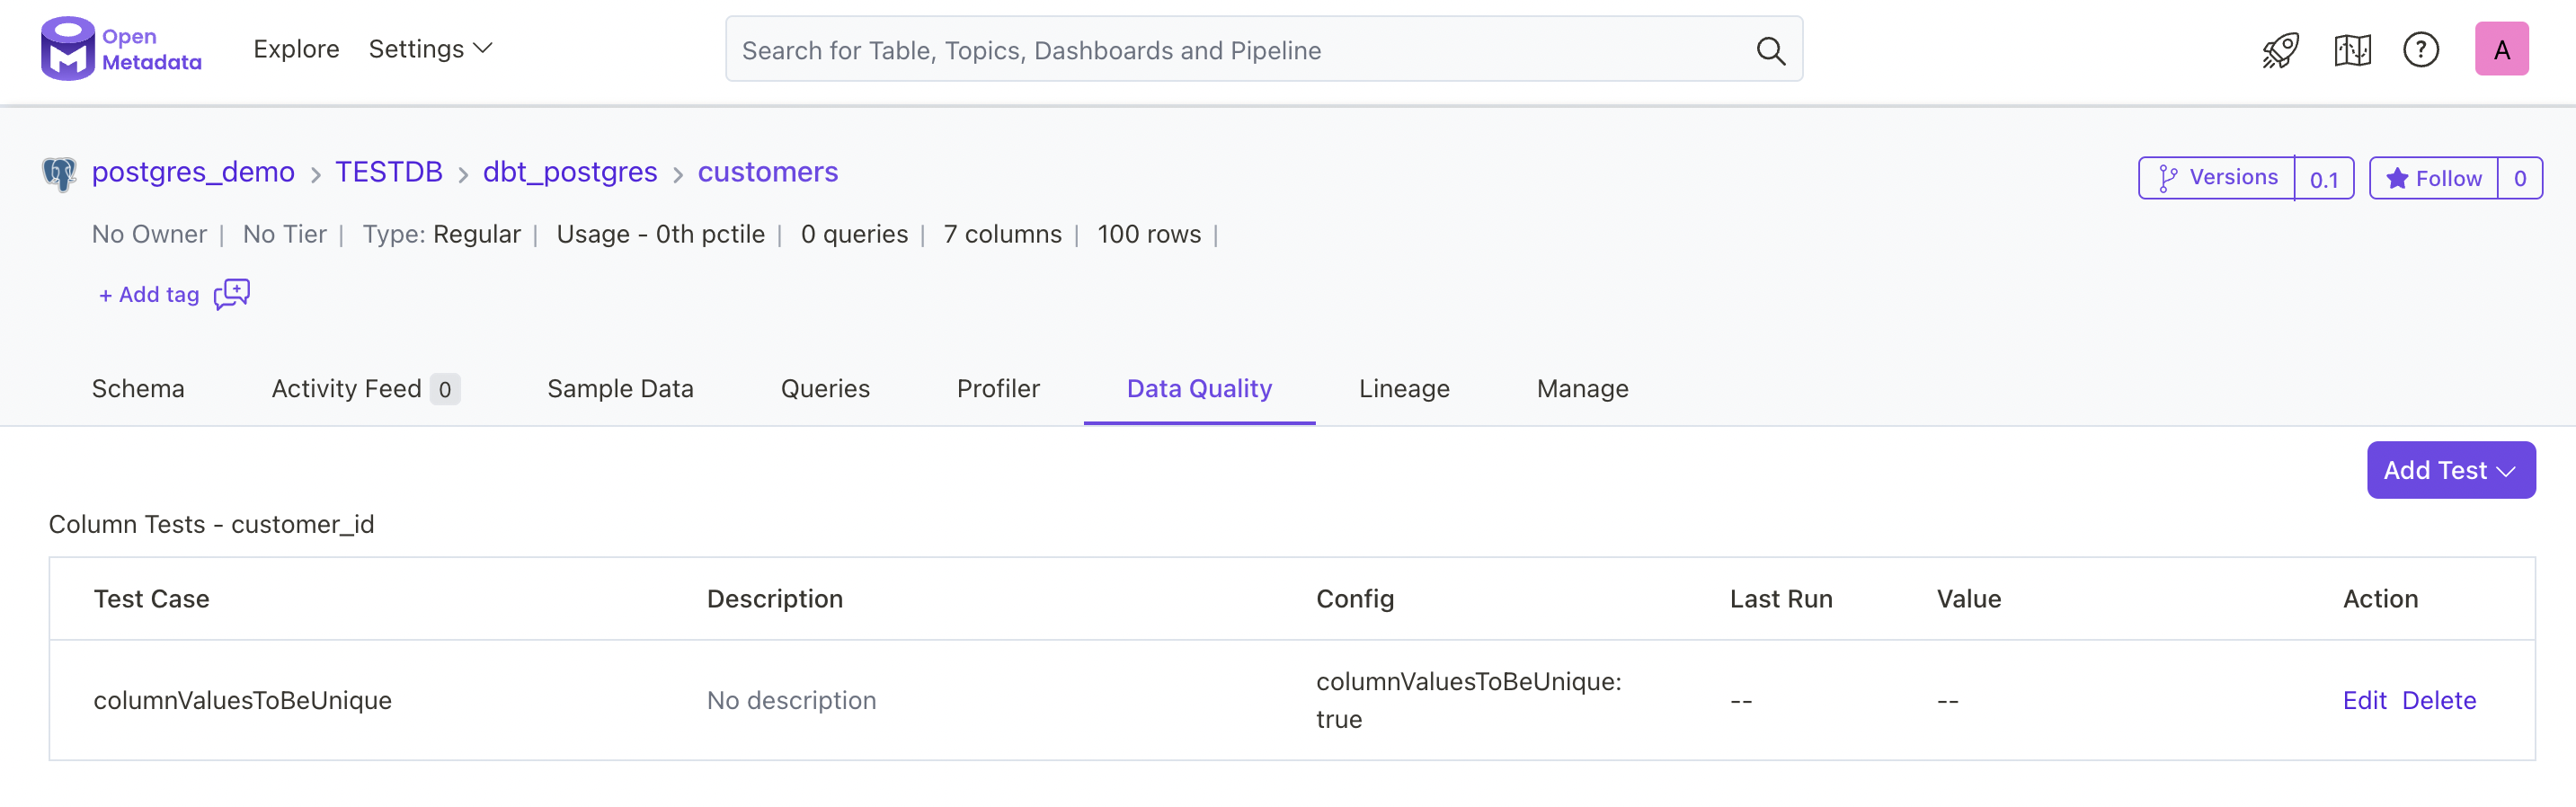 Open Metadata Explore Settings Search for Table, Topics, Dashboards and Pipeline ? A
postgres_demo > TESTDB > dbt_postgres > customers Versions 0.1 Follow 0
No Owner | No Tier | Type: Regular | Usage - 0th pctile | 0 queries | 7 columns | 100 rows |
+ Add tag
Schema Activity Feed 0 Sample Data Queries Profiler Data Quality Lineage Manage
Add Test
Column Tests - customer_id
Test Case Description Config Last Run Value Action
columnValuesToBeUnique No description columnValuesToBeUnique: true -- -- Edit Delete